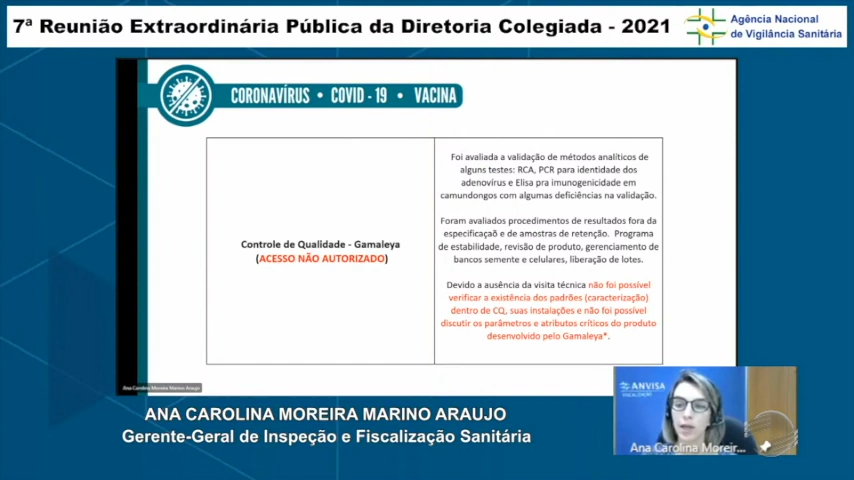 7ª Reunião Extraordinária Pública da Diretoria Colegiada - 2021
Agência Nacional
de Vigilância Sanitária
CORONAVÍRUS • COVID - 19 • VACINA
Controle de Qualidade - Gamaleya
(ACESSO NÃO AUTORIZADO)
Foi avaliada a validação de métodos analíticos de
alguns testes: RCA, PCR para identidade dos
adenovírus e Elisa pra imunogenicidade em
camundongos com algumas deficiências na validação.
Foram avaliados procedimentos de resultados fora da
especificaçaõ e de amostras de retenção. Programa
de estabilidade, revisão de produto, gerenciamento de
bancos semente e celulares, liberação de lotes.
Devido a ausência da visita técnica não foi possível
verificar a existência dos padrões (caracterização)
dentro de CQ, suas instalações e não foi possível
discutir os parâmetros e atributos críticos do produto
desenvolvido pelo Gamaleya*.
Ana Carolina Moreira Marino Araujo
ANA CAROLINA MOREIRA MARINO ARAUJO
Gerente-Geral de Inspeção e Fiscalização Sanitária
ANVISA
FISCALIZAÇÃO
Ana Carolina Moreir...